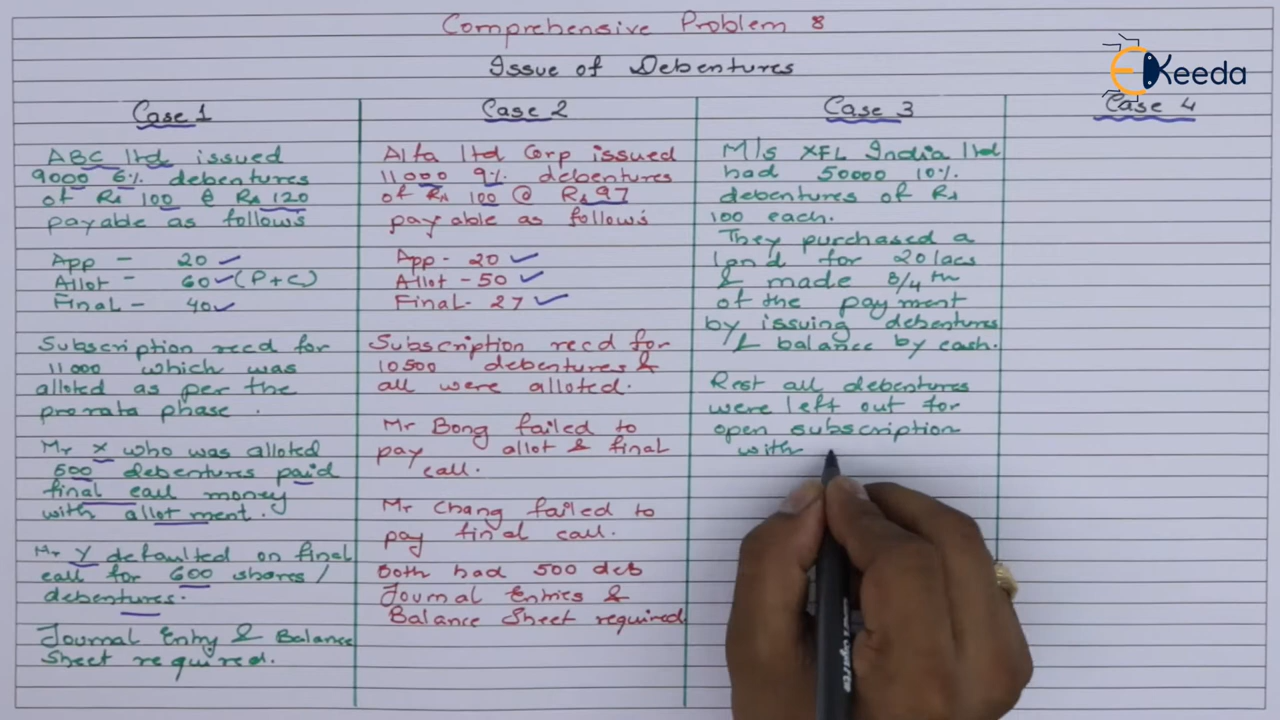 Comprehensive Problem 8
Issue of Debentures
EKeeda
Case 1
ABC ltd issued
9000 6% debentures
of Rs 100 @ Rs 120
payable as follows
App - 20
Allot - 60 (P+C)
Final - 40
Subscription recd for
11000 which was
alloted as per the
prorata phase.
Mr X who was alloted
500 debentures paid
final call money
with allotment.
Mr Y defaulted on final
call for 600 shares/
debentures.
Journal Entry & Balance
Sheet required.
Case 2
Alfa ltd Corp issued
11000 9% debentures
of Rs 100 @ Rs 97
payable as follows
App - 20
Allot - 50
Final - 27
Subscription recd for
10500 debentures &
all were alloted.
Mr Bong failed to
pay allot & final
call.
Mr Chang failed to
pay final call.
Both had 500 deb
Journal Entries &
Balance Sheet required
Case 3
M/s XFL India ltd
had 50000 10%
debentures of Rs
100 each.
They purchased a
land for 20 lacs
& made 3/4th
of the payment
by issuing debentures
& balance by cash.
Rest all debentures
were left out for
open subscription
with
Case 4